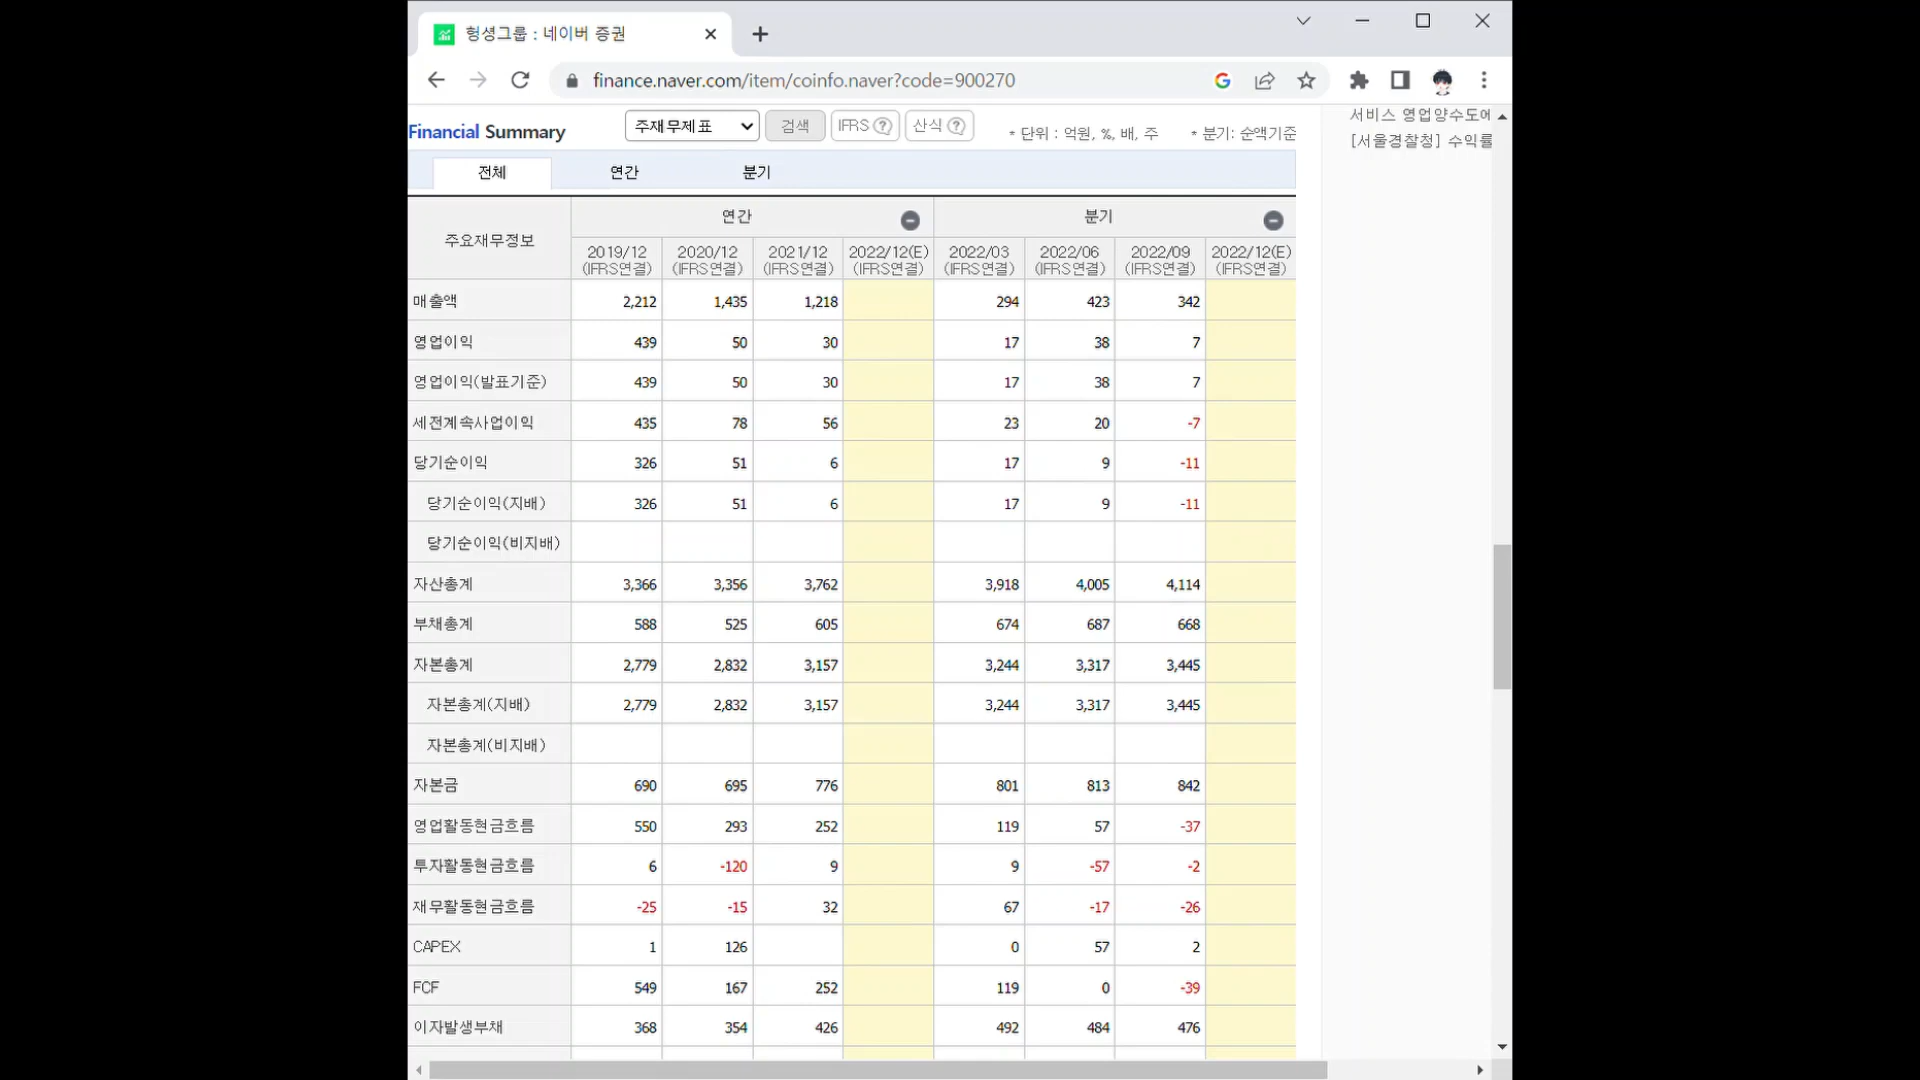 헝셩그룹 : 네이버 증권
finance.naver.com/item/coinfo.naver?code=900270
서비스 영업양수도에
[서울경찰청] 수익률
Financial Summary 주재무제표 검색 IFRS ? 산식 ? * 단위 : 억원, %, 배, 주 * 분기: 순액기준
전체 연간 분기
주요재무정보 연간 분기
2019/12 2020/12 2021/12 2022/12(E) 2022/03 2022/06 2022/09 2022/12(E)
(IFRS연결) (IFRS연결) (IFRS연결) (IFRS연결) (IFRS연결) (IFRS연결) (IFRS연결) (IFRS연결)
매출액 2,212 1,435 1,218 294 423 342
영업이익 439 50 30 17 38 7
영업이익(발표기준) 439 50 30 17 38 7
세전계속사업이익 435 78 56 23 20 -7
당기순이익 326 51 6 17 9 -11
당기순이익(지배) 326 51 6 17 9 -11
당기순이익(비지배)
자산총계 3,366 3,356 3,762 3,918 4,005 4,114
부채총계 588 525 605 674 687 668
자본총계 2,779 2,832 3,157 3,244 3,317 3,445
자본총계(지배) 2,779 2,832 3,157 3,244 3,317 3,445
자본총계(비지배)
자본금 690 695 776 801 813 842
영업활동현금흐름 550 293 252 119 57 -37
투자활동현금흐름 6 -120 9 9 -57 -2
재무활동현금흐름 -25 -15 32 67 -17 -26
CAPEX 1 126 0 57 2
FCF 549 167 252 119 0 -39
이자발생부채 368 354 426 492 484 476